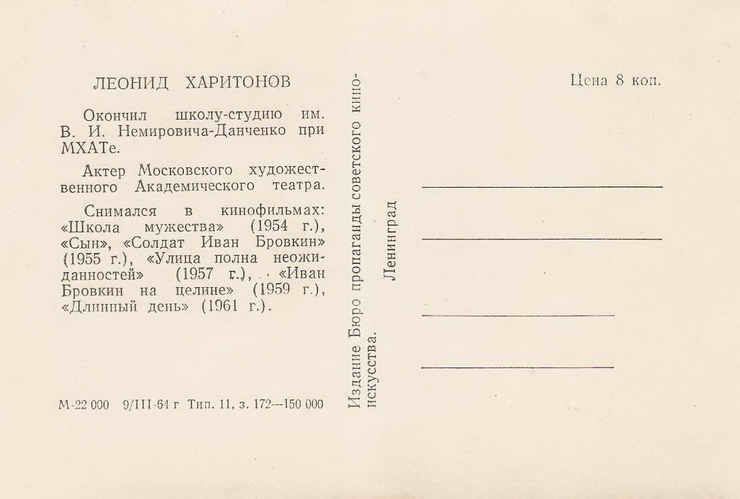 ЛЕОНИД ХАРИТОНОВ
Окончил школу-студию им.
В. И. Немировича-Данченко при
МХАТе.
Актер Московского художест-
венного Академического театра.
Снимался в кинофильмах:
«Школа мужества» (1954 г.),
«Сын», «Солдат Иван Бровкин»
(1955 г.), «Улица полна неожи-
данностей» (1957 г.), «Иван
Бровкин на целине» (1959 г.),
«Длинный день» (1961 г.).
М-22 000 9/III-64 г Тип. 11, з. 172—150 000
Издание Бюро пропаганды советского кино-
искусства.
Ленинград
Цена 8 коп.